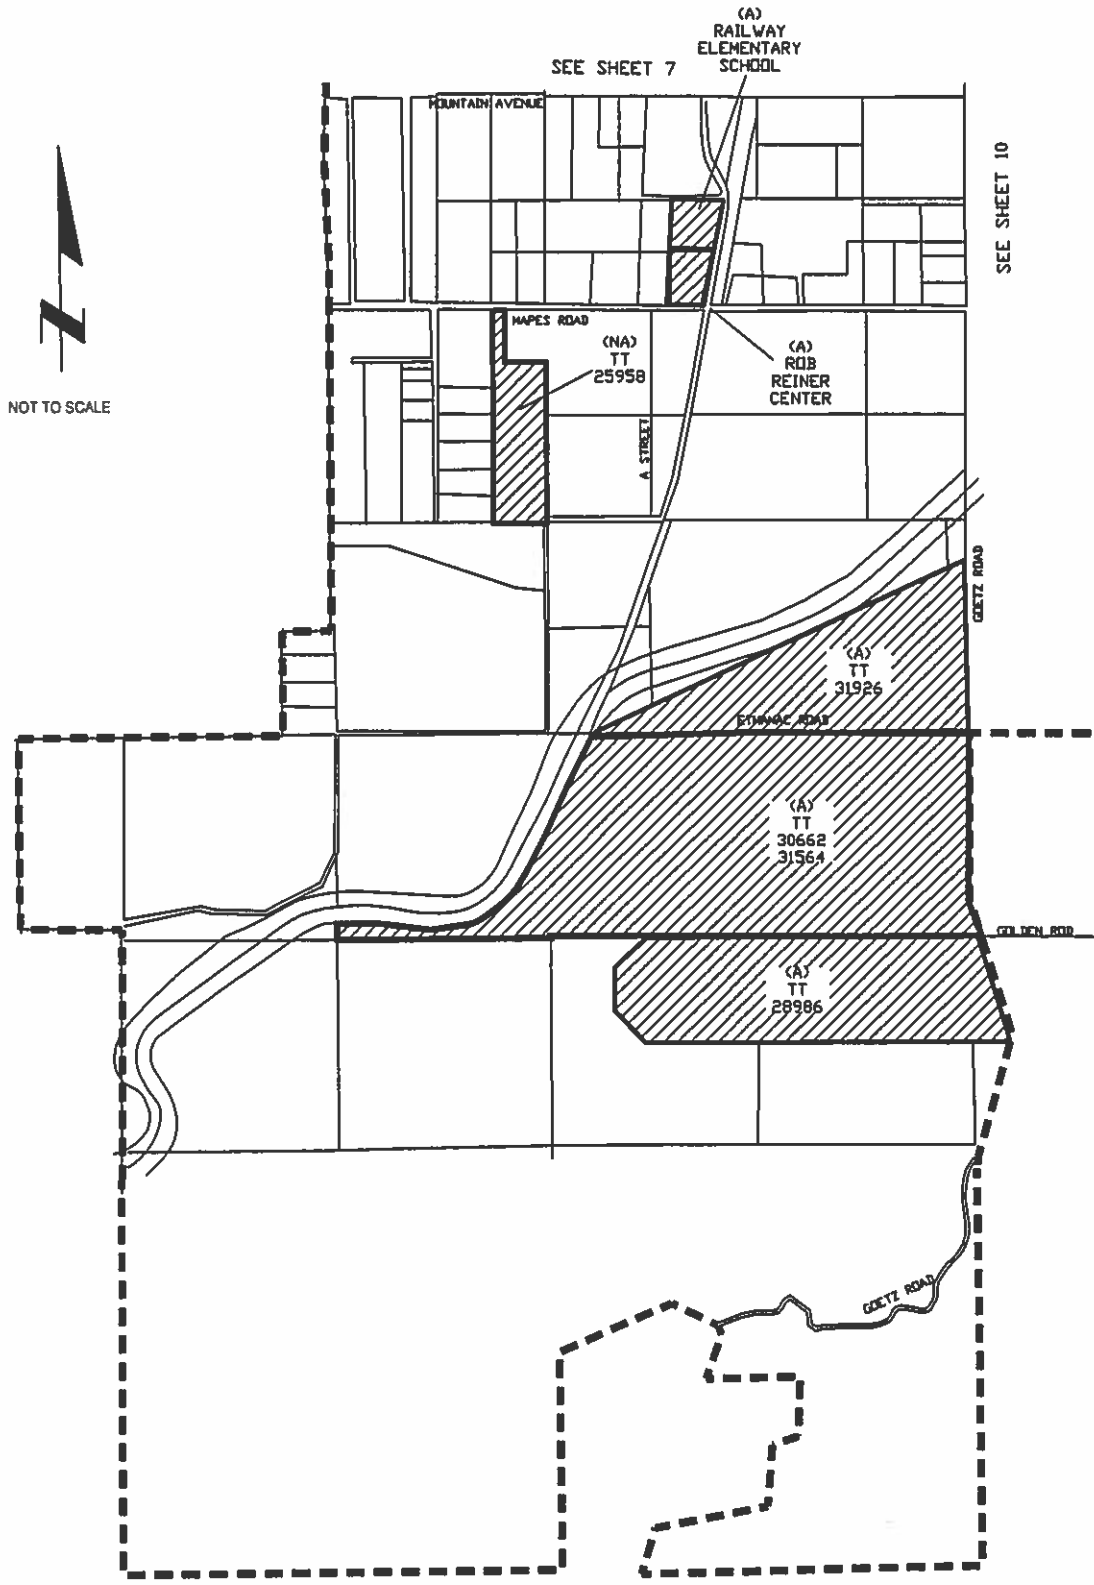 (A)
RAILWAY
ELEMENTARY
SCHOOL
SEE SHEET 7
MOUNTAIN AVENUE
SEE SHEET 10
NOT TO SCALE
MAPES ROAD
(NA)
TT
25958
(A)
ROB
REINER
CENTER
A STREET
GOETZ ROAD
(A)
TT
31926
ETHANAC ROAD
(A)
TT
30662
31564
GOLDEN ROD
(A)
TT
28986
GOETZ ROAD